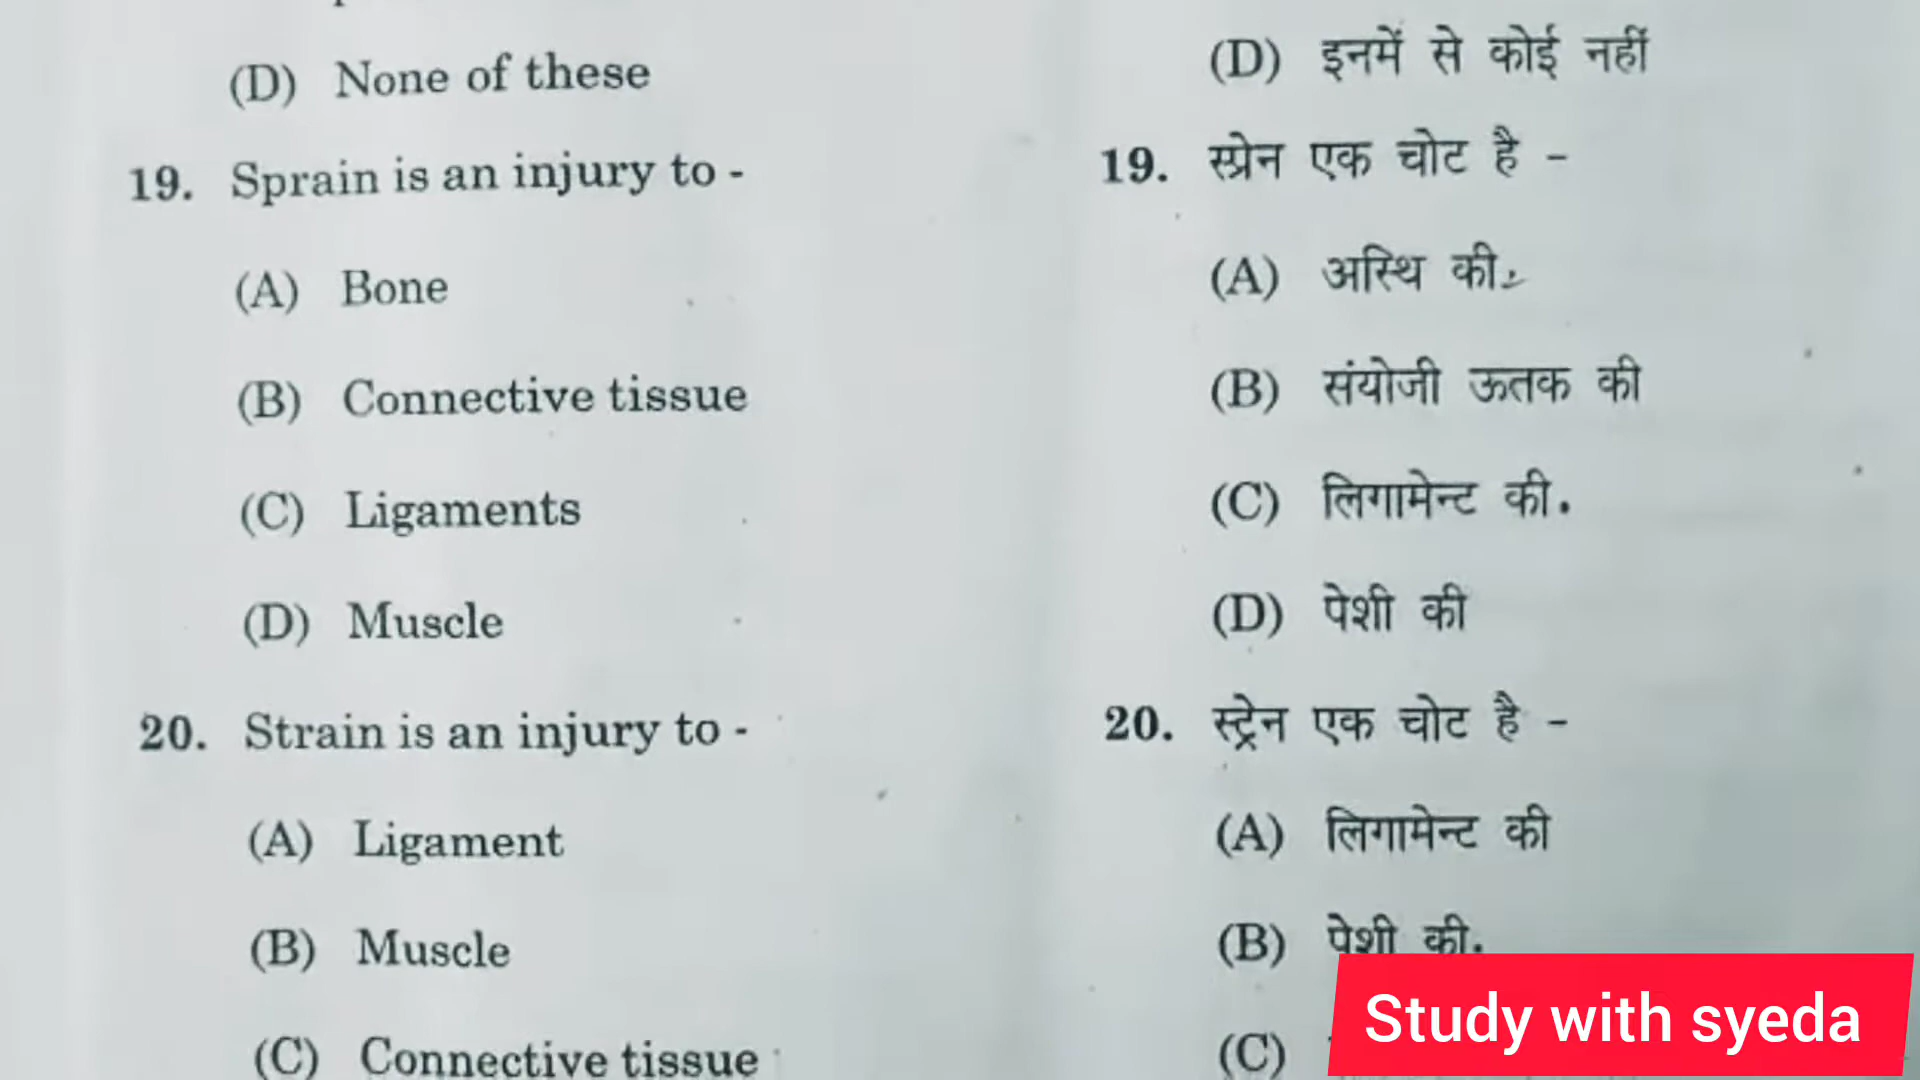 (D) None of these
19. Sprain is an injury to -
(A) Bone
(B) Connective tissue
(C) Ligaments
(D) Muscle
20. Strain is an injury to -
(A) Ligament
(B) Muscle
(C) Connective tissue
(D) इनमें से कोई नहीं
19. स्प्रेन एक चोट है -
(A) अस्थि की
(B) संयोजी ऊतक की
(C) लिगामेन्ट की.
(D) पेशी की
20. स्ट्रेन एक चोट है -
(A) लिगामेन्ट की
(B) पेशी की.
(C)
Study with syeda